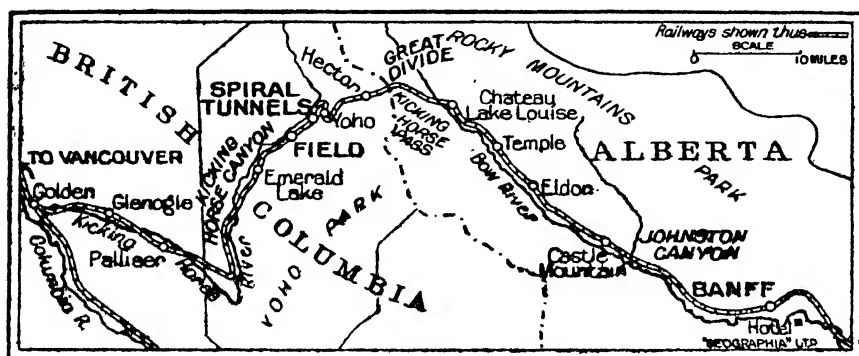 Railways shown thus
SCALE
0 10 MILES
BRITISH
COLUMBIA
ROCKY MOUNTAINS
PARK
ALBERTA
GREAT
DIVIDE
Hector
SPIRAL
TUNNELS
Yoho
KICKING
HORSE
PASS
Chateau
Lake Louise
Temple
BOW RIVER
Eldon
TO VANCOUVER
Golden
Glenogle
KICKING
HORSE CANYON
FIELD
Emerald
Lake
Kicking
Horse
River
Palliser
Columbia R.
YOHO PARK
Castle
Mountain
JOHNSTON
CANYON
BANFF
Hotel
"GEOGRAPHIA" LTD.